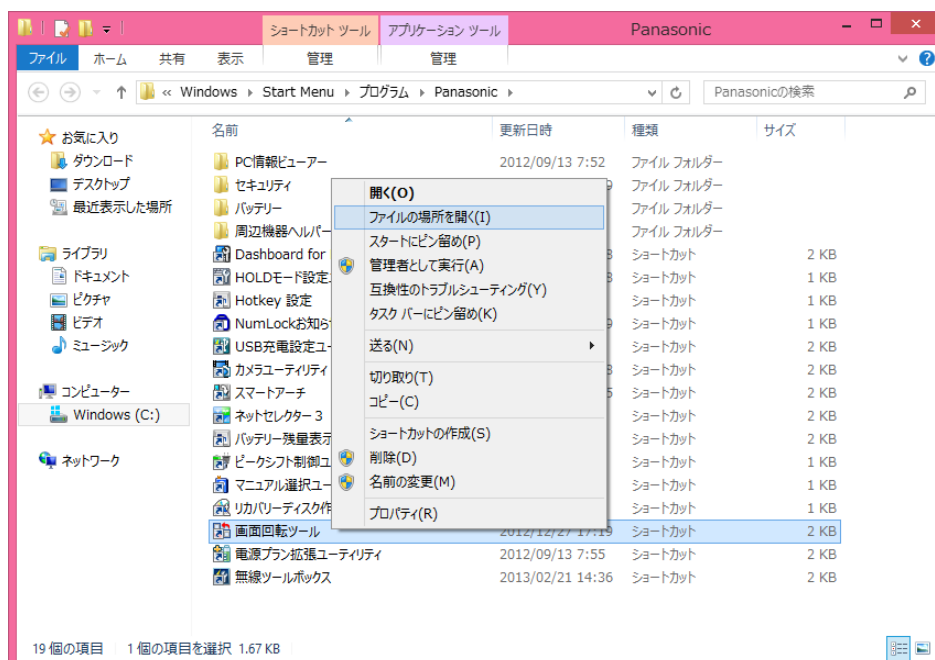 ショートカット ツール アプリケーション ツール Panasonic
ファイル ホーム 共有 表示 管理 管理
« Windows Start Menu プログラム Panasonic Panasonicの検索
名前 更新日時 種類 サイズ
お気に入り
ダウンロード
デスクトップ
最近表示した場所
ライブラリ
ドキュメント
ピクチャ
ビデオ
ミュージック
コンピューター
Windows (C:)
ネットワーク
PC情報ビューアー 2012/09/13 7:52 ファイル フォルダー
セキュリティ ファイル フォルダー
バッテリー ファイル フォルダー
周辺機器ヘルパー ファイル フォルダー
Dashboard for ショートカット 2 KB
HOLDモード設定 ショートカット 1 KB
Hotkey 設定 ショートカット 1 KB
NumLockお知ら ショートカット 1 KB
USB充電設定ユー ショートカット 2 KB
カメラユーティリティ ショートカット 2 KB
スマートアーチ ショートカット 2 KB
ネットセレクター 3 ショートカット 2 KB
バッテリー残量表示 ショートカット 2 KB
ピークシフト制御ユ ショートカット 1 KB
マニュアル選択ユー ショートカット 1 KB
リカバリーディスク作 ショートカット 1 KB
画面回転ツール 2012/12/27 17:19 ショートカット 2 KB
電源プラン拡張ユーティリティ 2012/09/13 7:55 ショートカット 2 KB
無線ツールボックス 2013/02/21 14:36 ショートカット 2 KB
開く(O)
ファイルの場所を開く(I)
スタートにピン留め(P)
管理者として実行(A)
互換性のトラブルシューティング(Y)
タスク バーにピン留め(K)
送る(N)
切り取り(T)
コピー(C)
ショートカットの作成(S)
削除(D)
名前の変更(M)
プロパティ(R)
19 個の項目 1 個の項目を選択 1.67 KB